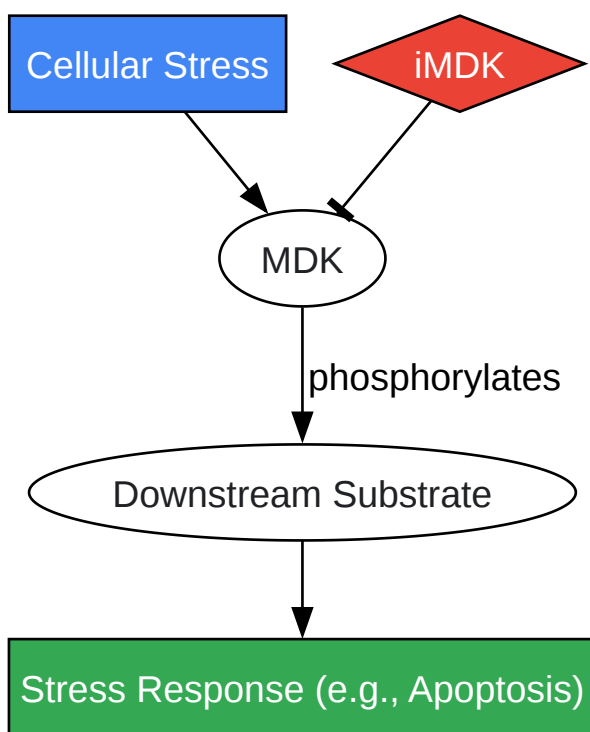 Cellular Stress
iMDK
MDK
phosphorylates
Downstream Substrate
Stress Response (e.g., Apoptosis)